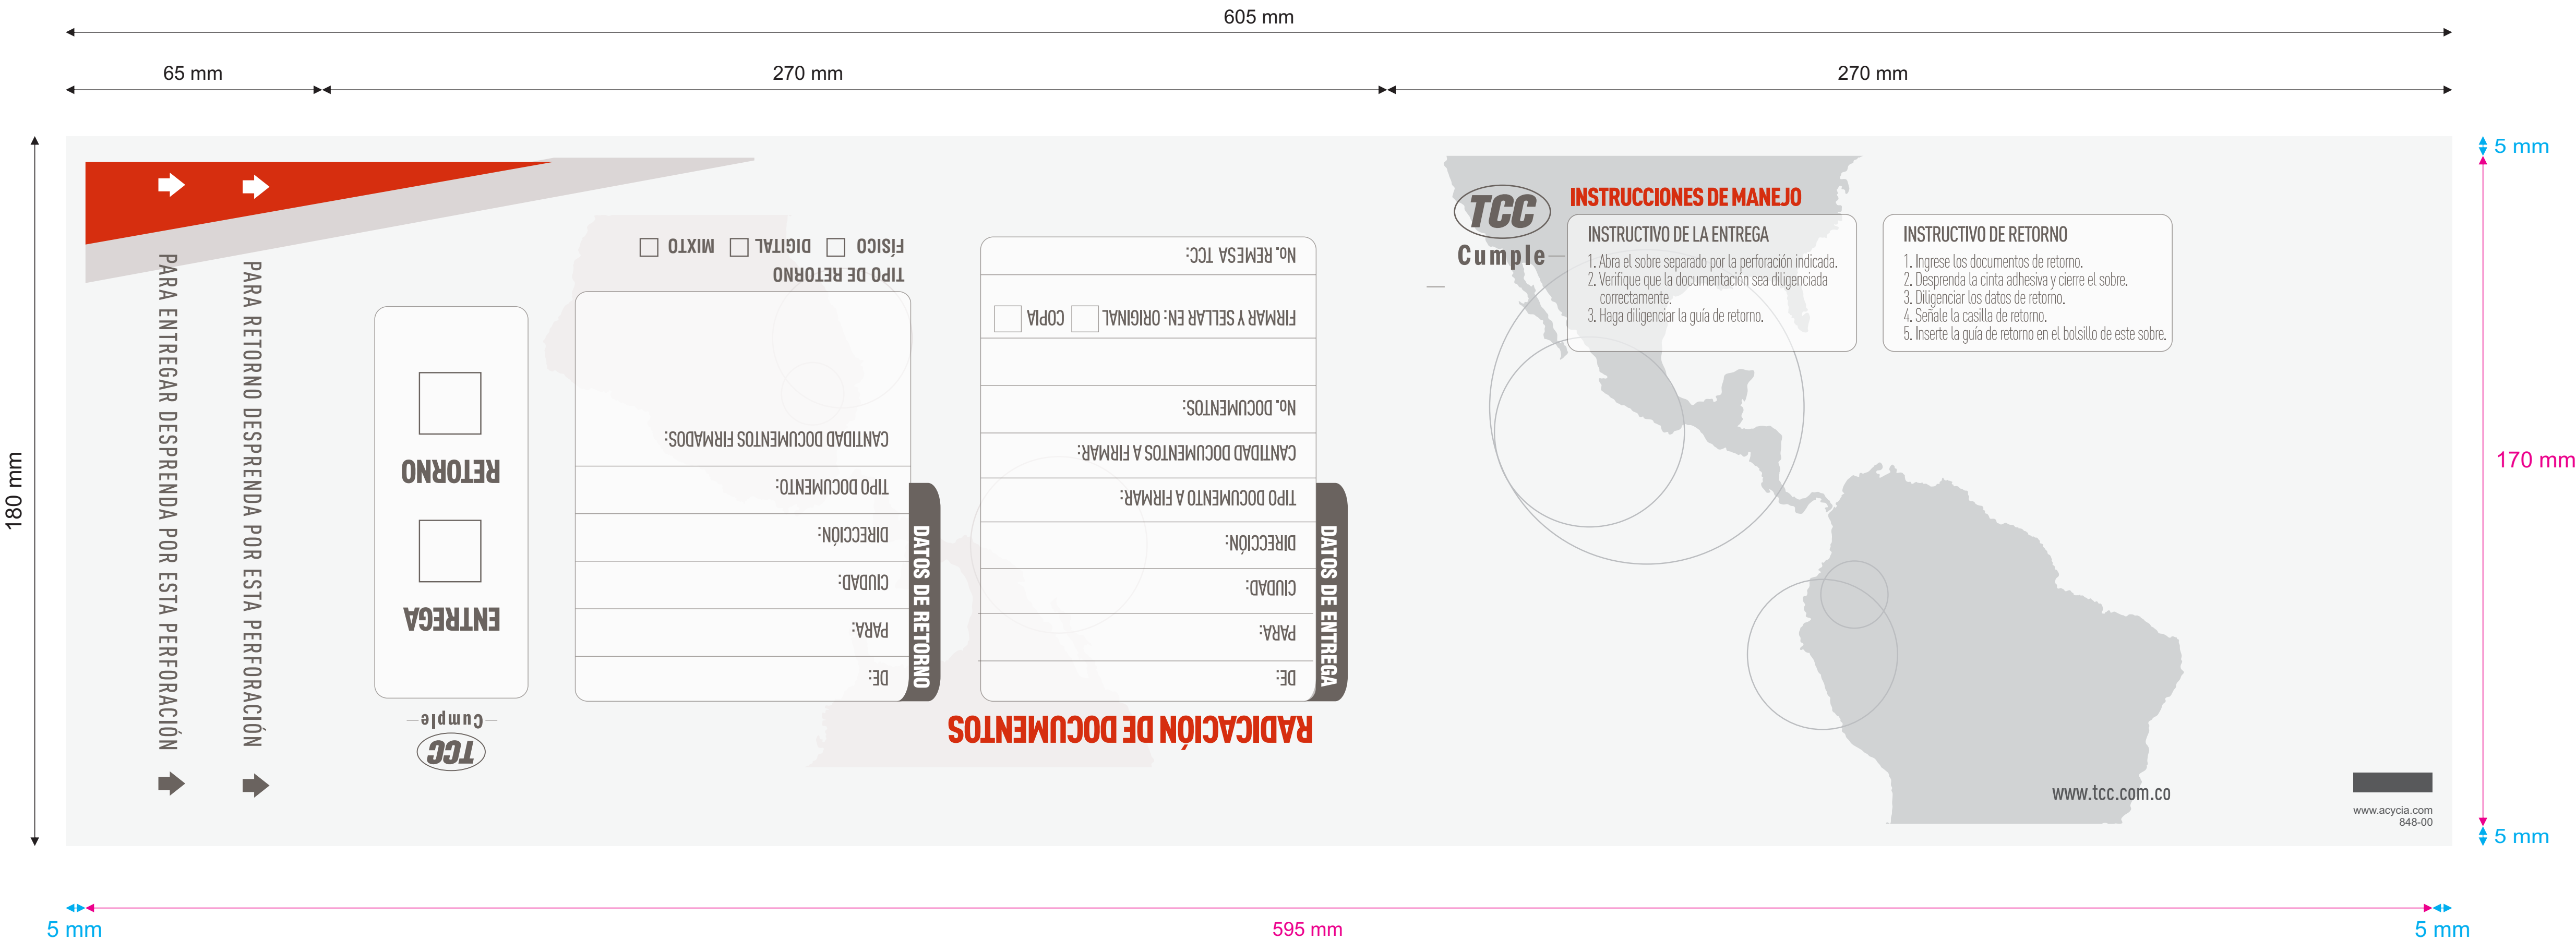 605 mm
65 mm
270 mm
270 mm
180 mm
5 mm
170 mm
5 mm
5 mm
595 mm
5 mm
PARA ENTREGAR DESPRENDA POR ESTA PERFORACIÓN
PARA RETORNO DESPRENDA POR ESTA PERFORACIÓN
TCC
Cumple
ENTREGA
RETORNO
RADICACIÓN DE DOCUMENTOS
DATOS DE ENTREGA
DE:
PARA:
CIUDAD:
DIRECCIÓN:
TIPO DOCUMENTO A FIRMAR:
CANTIDAD DOCUMENTOS A FIRMAR:
No. DOCUMENTOS:
FIRMAR Y SELLAR EN: ORIGINAL COPIA
No. REMESA TCC:
DATOS DE RETORNO
DE:
PARA:
CIUDAD:
DIRECCIÓN:
TIPO DOCUMENTO:
CANTIDAD DOCUMENTOS FIRMADOS:
TIPO DE RETORNO
FÍSICO DIGITAL MIXTO
TCC
Cumple
INSTRUCCIONES DE MANEJO
INSTRUCTIVO DE LA ENTREGA
1. Abra el sobre separado por la perforación indicada.
2. Verifique que la documentación sea diligenciada
correctamente.
3. Haga diligenciar la guía de retorno.
INSTRUCTIVO DE RETORNO
1. Ingrese los documentos de retorno.
2. Desprenda la cinta adhesiva y cierre el sobre.
3. Diligenciar los datos de retorno.
4. Señale la casilla de retorno.
5. Inserte la guía de retorno en el bolsillo de este sobre.
www.tcc.com.co
www.acycia.com
848-00